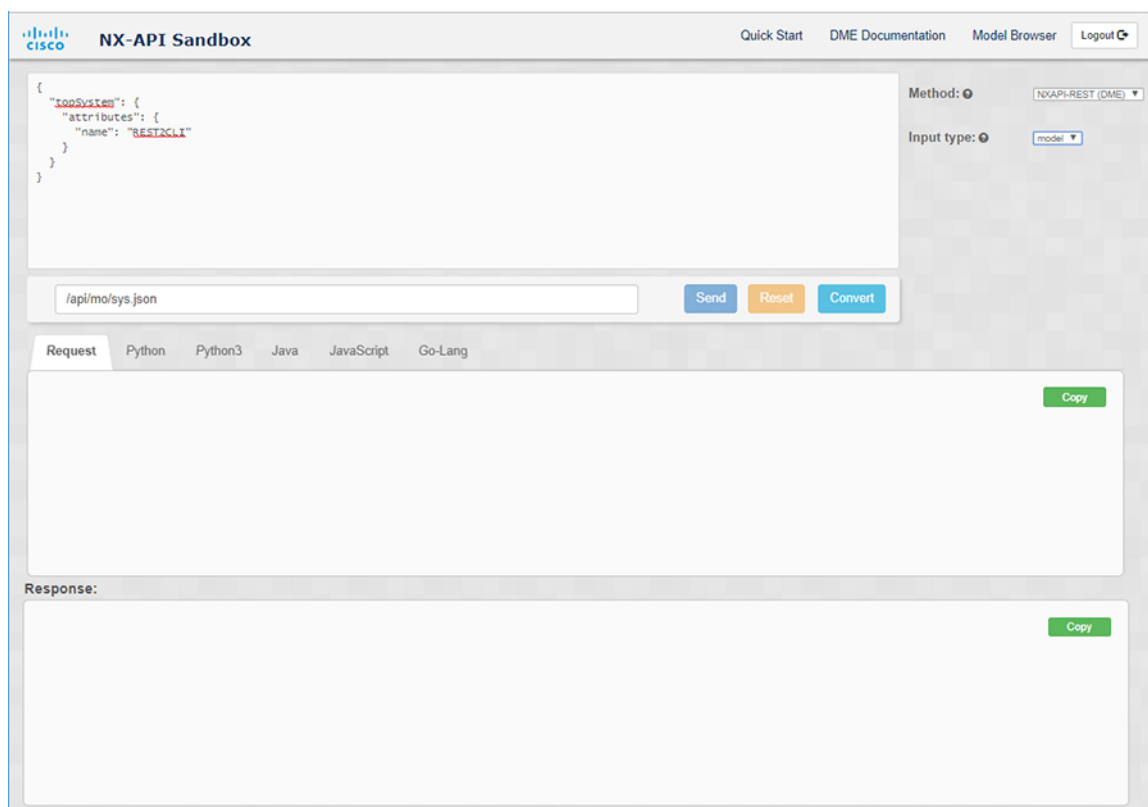 CISCO NX-API Sandbox Quick Start DME Documentation Model Browser Logout
{
"topSystem": {
"attributes": {
"name": "REST2CLI"
}
}
}
Method: NXAPI-REST (DME)
Input type: model
/api/mo/sys.json Send Reset Convert
Request Python Python3 Java JavaScript Go-Lang
Copy
Response:
Copy